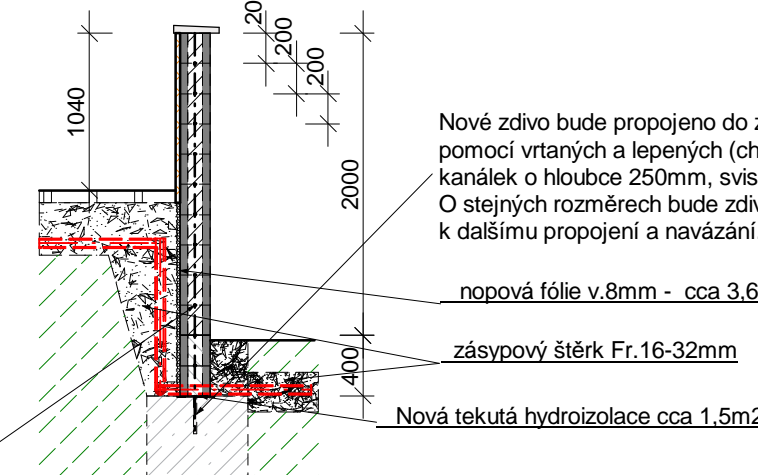 20
200
200
1040
2000
400
Nové zdivo bude propojeno do
pomocí vrtaných a lepených (ch
kanálek o hloubce 250mm, svis
O stejných rozměrech bude zdiv
k dalšímu propojení a navázání.
nopová fólie v.8mm - cca 3,6
zásypový štěrk Fr.16-32mm
Nová tekutá hydroizolace cca 1,5m2